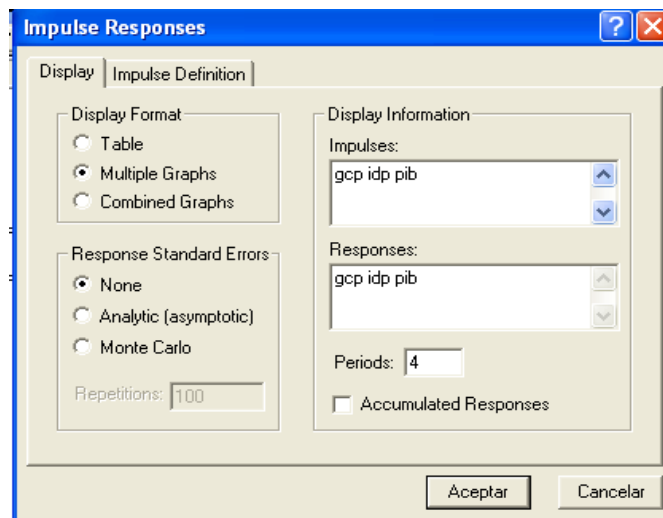 Impulse Responses
Display
Impulse Definition
Display Format
Table
Multiple Graphs
Combined Graphs
Response Standard Errors
None
Analytic (asymptotic)
Monte Carlo
Repetitions: 100
Display Information
Impulses:
gcp idp pib
Responses:
gcp idp pib
Periods: 4
Accumulated Responses
Aceptar
Cancelar